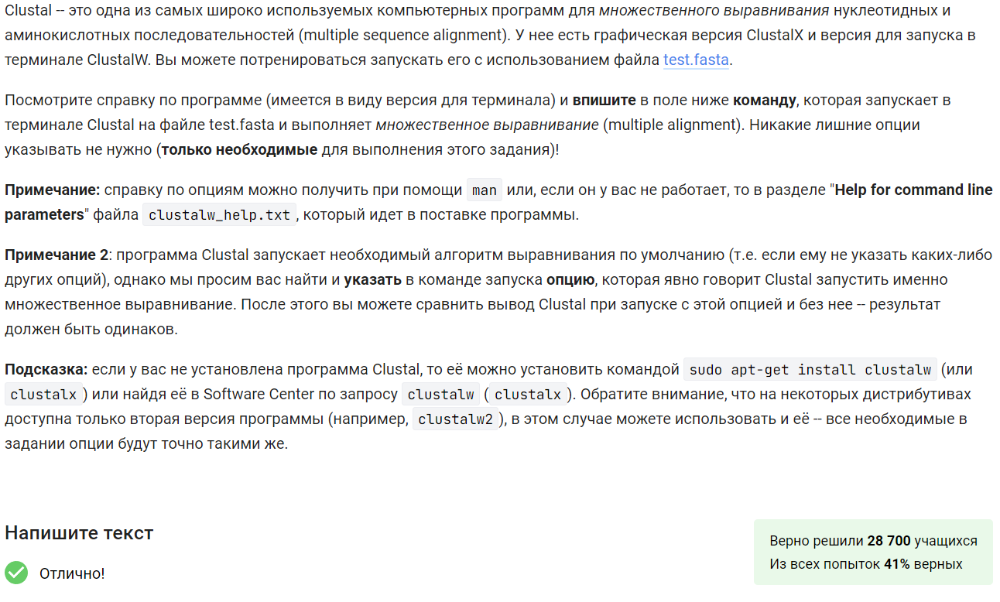 Clustal -- это одна из самых широко используемых компьютерных программ для множественного выравнивания нуклеотидных и
аминокислотных последовательностей (multiple sequence alignment). У нее есть графическая версия ClustalX и версия для запуска в
терминале ClustalW. Вы можете потренироваться запускать его с использованием файла test.fasta.
Посмотрите справку по программе (имеется в виду версия для терминала) и впишите в поле ниже команду, которая запускает в
терминале Clustal на файле test.fasta и выполняет множественное выравнивание (multiple alignment). Никакие лишние опции
указывать не нужно (только необходимые для выполнения этого задания)!
Примечание: справку по опциям можно получить при помощи man или, если он у вас не работает, то в разделе "Help for command line
parameters" файла clustalw_help.txt, который идет в поставке программы.
Примечание 2: программа Clustal запускает необходимый алгоритм выравнивания по умолчанию (т.е. если ему не указать каких-либо
других опций), однако мы просим вас найти и указать в команде запуска опцию, которая явно говорит Clustal запустить именно
множественное выравнивание. После этого вы можете сравнить вывод Clustal при запуске с этой опцией и без нее -- результат
должен быть одинаков.
Подсказка: если у вас не установлена программа Clustal, то её можно установить командой sudo apt-get install clustalw (или
clustalx) или найдя её в Software Center по запросу clustalw (clustalx). Обратите внимание, что на некоторых дистрибутивах
доступна только вторая версия программы (например, clustalw2), в этом случае можете использовать и её -- все необходимые в
задании опции будут точно такими же.
Напишите текст
Верно решили 28 700 учащихся
Из всех попыток 41% верных
Отлично!